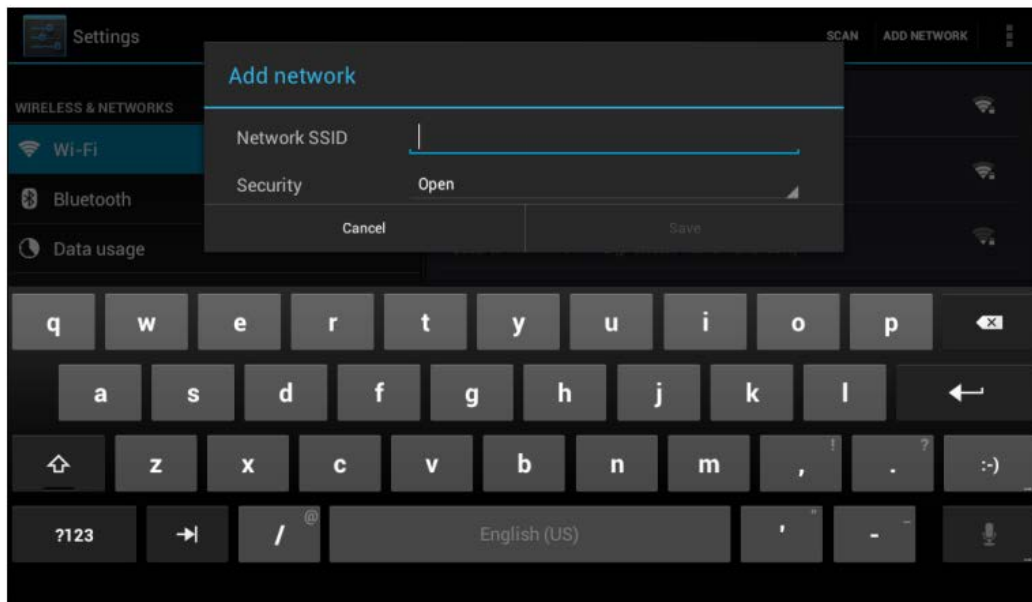 Settings
SCAN ADD NETWORK
Add network
WIRELESS & NETWORKS
Network SSID
Wi-Fi
Security Open
Bluetooth
Cancel Save
Data usage
q w e r t y u i o p
a s d f g h j k l
z x c v b n m , ! . ? :-)
?123 / @ English (US) ' " - _